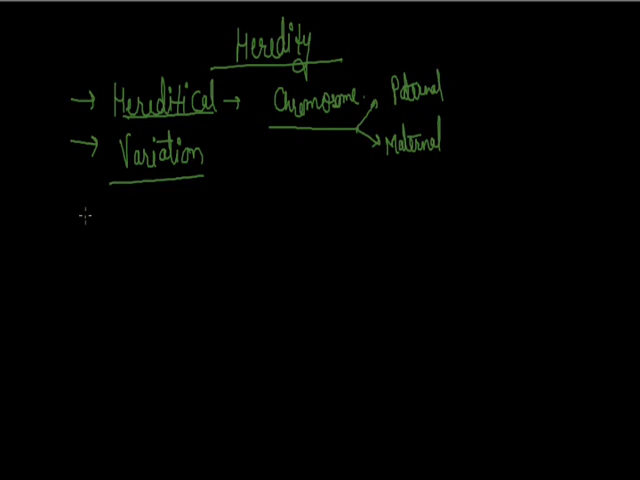 Heredity
→ Hereditical → Chromosome. Paternal
Maternal
→ Variation